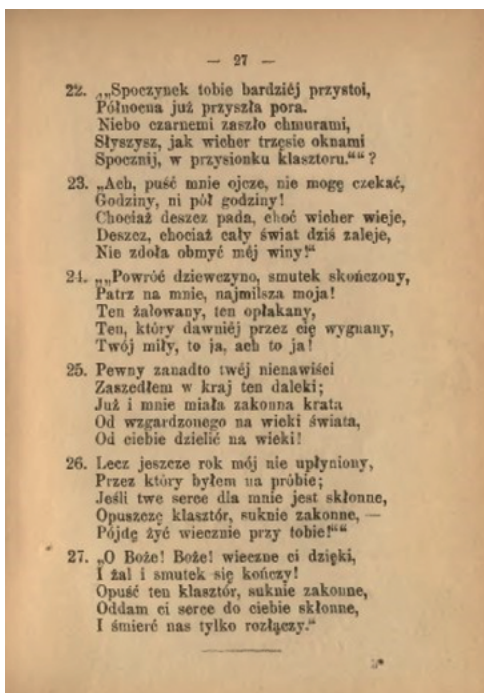 — 27 —
22. „„Spoczynek tobie bardziéj przystoi,
Północna już przyszła pora.
Niebo czarnemi zaszło chmurami,
Słyszysz, jak wicher trzęsie oknami
Spocznij, w przysionku klasztoru.““?
23. „Ach, puść mnie ojcze, nie mogę czekać,
Godziny, ni pół godziny!
Chociaż deszcz pada, choć wicher wieje,
Deszcz, chociaż cały świat dziś zaleje,
Nie zdoła obmyć méj winy!“
24. „„Powróć dziewczyno, smutek skończony,
Patrz na mnie, najmilsza moja!
Ten żałowany, ten opłakany,
Ten, który dawniéj przez cię wygnany,
Twój miły, to ja, ach to ja!
25. Pewny zanadto twéj nienawiści
Zaszedłem w kraj ten daleki;
Już i mnie miała zakonna krata
Od wzgardzonego na wieki świata,
Od ciebie dzielić na wieki!
26. Lecz jeszcze rok mój nie upłyniony,
Przez który byłem na próbie;
Jeśli twe serce dla mnie jest skłonne,
Opuszczę klasztór, suknie zakonne, —
Pójdę żyć wiecznie przy tobie!““
27. „O Boże! Boże! wieczne ci dzięki,
I żal i smutek się kończy!
Opuść ten klasztór, suknie zakonne,
Oddam ci serce do ciebie skłonne,
I śmierć nas tylko rozłączy.“